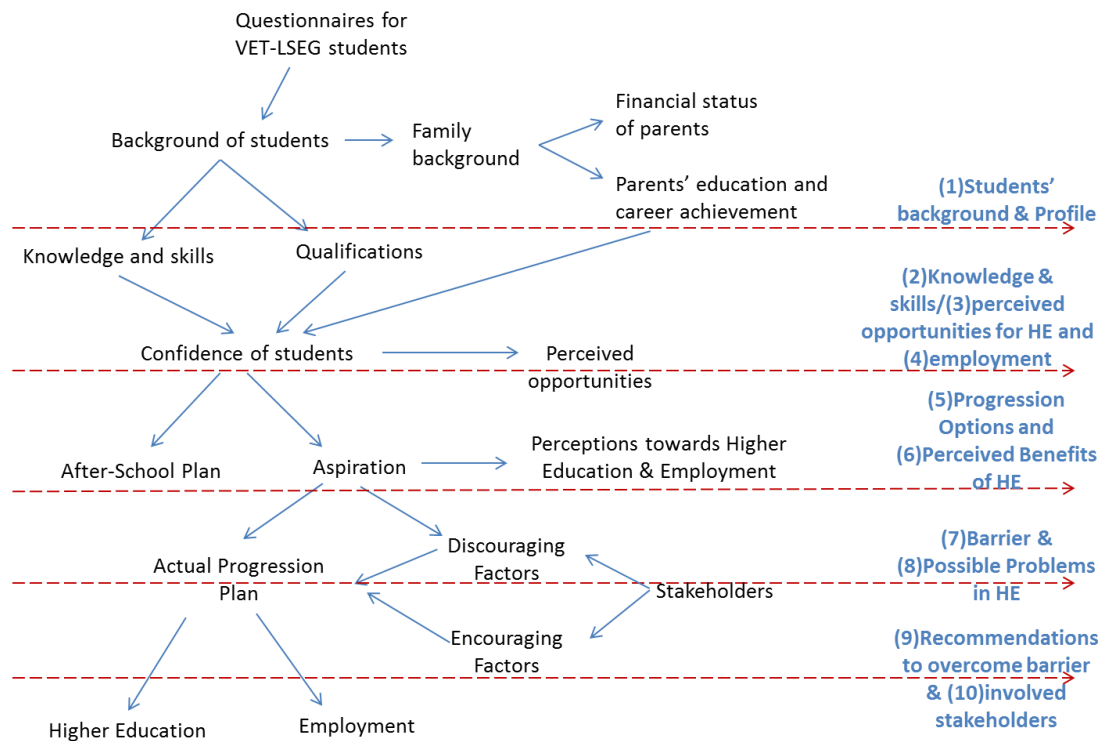 Questionnaires for
VET-LSEG students
Financial status
of parents
Background of students
Family
background
Parents’ education and
career achievement
(1)Students’
background & Profile
Knowledge and skills
Qualifications
(2)Knowledge &
skills/(3)perceived
opportunities for HE and
(4)employment
Confidence of students
Perceived
opportunities
(5)Progression
Options and
(6)Perceived Benefits
of HE
After-School Plan
Aspiration
Perceptions towards Higher
Education & Employment
(7)Barrier &
(8)Possible Problems
in HE
Actual Progression
Plan
Discouraging
Factors
Stakeholders
Encouraging
Factors
(9)Recommendations
to overcome barrier
& (10)involved
stakeholders
Higher Education
Employment